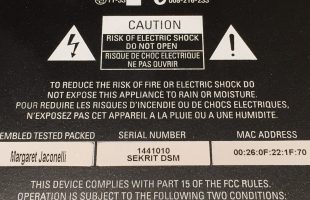 CAUTION
RISK OF ELECTRIC SHOCK
DO NOT OPEN
RISQUE DE CHOC ELECTRIQUE
NE PAS OUVRIR
TO REDUCE THE RISK OF FIRE OR ELECTRIC SHOCK DO
NOT EXPOSE THIS APPLIANCE TO RAIN OR MOISTURE.
POUR REDUIRE LES RISQUES D'INCENDIE OU DE CHOCS ELECTRIQUES,
N'EXPOSEZ PAS CET APPAREIL A LA PLUIE OU A UNE HUMIDITE.
TESTED PACKED SERIAL NUMBER MAC ADDRESS
Margaret Jaconelli 1441010 00:26:0F:22:1F:70
SEKRIT DSM
THIS DEVICE COMPLIES WITH PART 15 OF THE FCC RULES.
OPERATION IS SUBJECT TO THE FOLLOWING TWO CONDITIONS: